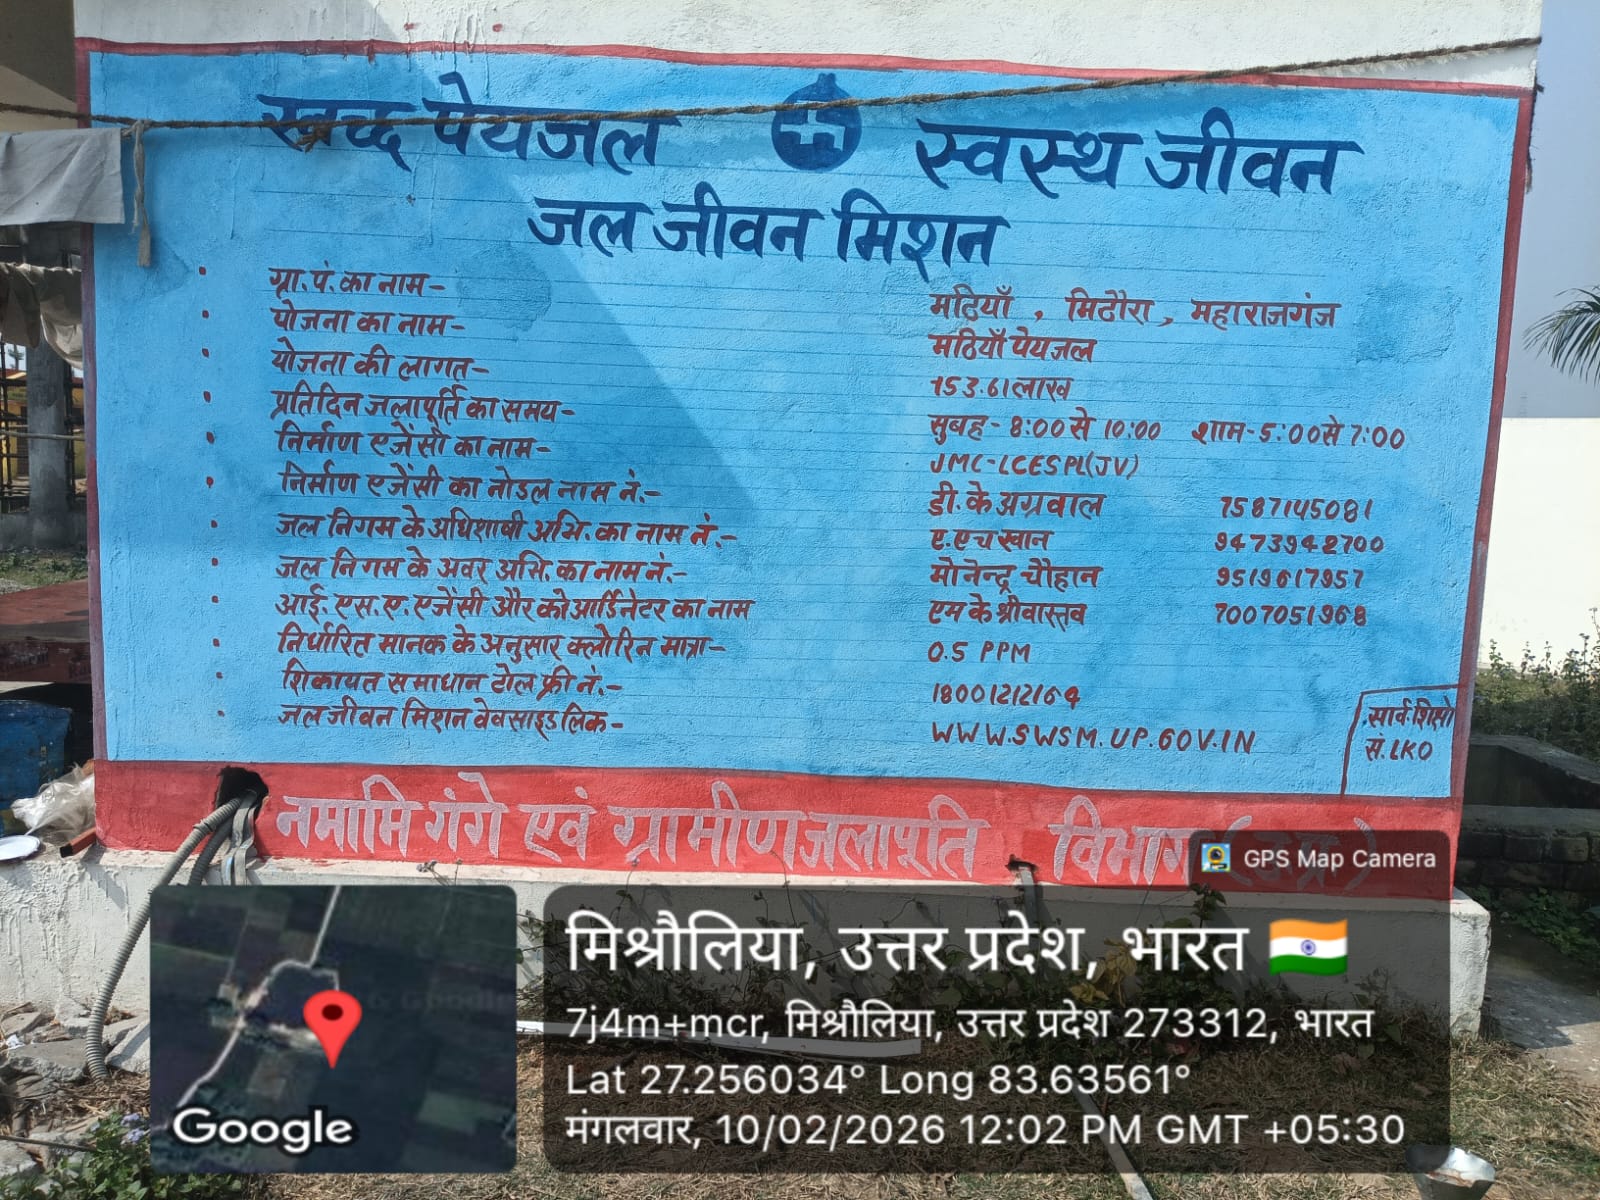 स्वच्छ पेयजल स्वस्थ जीवन
जल जीवन मिशन
ग्रा.पं. का नाम- मठियाँ , मिठौरा , महाराजगंज
योजना का नाम- मठियाँ पेयजल
योजना की लागत- 153.61 लाख
प्रतिदिन जलापूर्ति का समय- सुबह- 8:00 से 10:00 शाम-5:00 से 7:00
निर्माण एजेंसी का नाम- JMC-LCESPL(JV)
निर्माण एजेंसी का नोडल नाम नं.- डी.के अग्रवाल 7587145081
जल निगम के अधिशाषी अभि. का नाम नं.- ए.एच खान 9473942700
जल निगम के अवर अभि. का नाम नं.- मोनेन्द्र चौहान 9519617957
आई.एस.ए. एजेंसी और कोआर्डिनेटर का नाम एम के श्रीवास्तव 7007051968
निर्धारित मानक के अनुसार क्लोरिन मात्रा- 0.5 PPM
शिकायत समाधान टोल फ्री नं.- 18001212164
जल जीवन मिशन वेवसाइड लिंक- WWW.SWSM.UP.GOV.IN
सार्व. शिक्षो
सं. LKO
नमामि गंगे एवं ग्रामीण जलापूर्ति विभाग (उ.प्र.)
GPS Map Camera
मिश्रौलिया, उत्तर प्रदेश, भारत
7j4m+mcr, मिश्रौलिया, उत्तर प्रदेश 273312, भारत
Lat 27.256034° Long 83.63561°
मंगलवार, 10/02/2026 12:02 PM GMT +05:30
Google